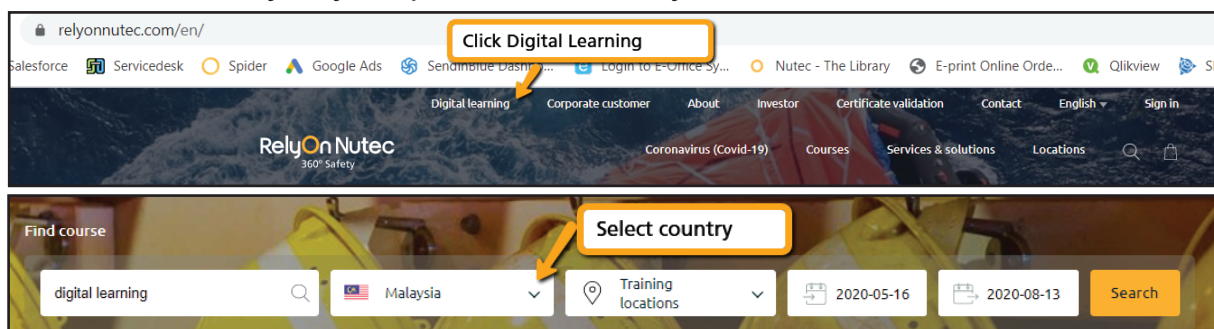 relyonnutec.com/en/
Click Digital Learning
Salesforce Servicedesk Spider Google Ads SendinBlue Login to E-Office Sy... Nutec - The Library E-print Online Orde... Qlikview
Digital learning Corporate customer About Investor Certificate validation Contact English Sign in
RelyOn Nutec
360° Safety
Coronavirus (Covid-19) Courses Services & solutions Locations
Find course
Select country
digital learning Malaysia Training locations 2020-05-16 2020-08-13 Search